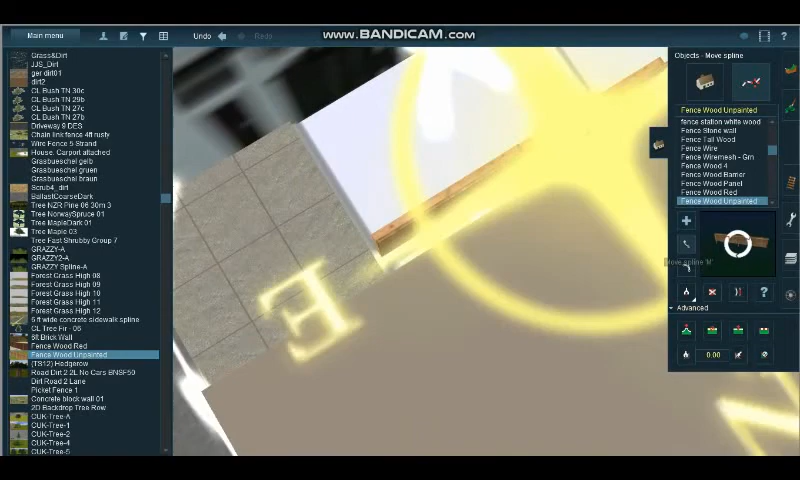 Main menu
Undo
Redo
www.BANDICAM.com
Grass&Dirt
JJS_Dirt
ger dirt01
dirt2
CL Bush TN 30c
CL Bush TN 29b
CL Bush TN 27c
CL Bush TN 27b
Driveway 9 DES
Chain link fence 4ft rusty
Wire Fence 5 Strand
House. Carport attached
Grasbueschel gelb
Grasbueschel gruen
Grasbueschel braun
Scrub4_dirt
BallastCoarseDark
Tree NZR Pine 06 30m 3
Tree NorwaySpruce 01
Tree MapleDark 01
Tree Maple 03
Tree Fast Shrubby Group 7
GRAZZY-A
GRAZZY2-A
GRAZZY Spline-A
Forest Grass High 08
Forest Grass High 09
Forest Grass High 10
Forest Grass High 11
Forest Grass High 12
5 ft wide concrete sidewalk spline
CL Tree Fir - 06
6ft Brick Wall
Fence Wood Red
Fence Wood Unpainted
(TS12) Hedgerow
Road Dirt 2 2L No Cars BNSF50
Dirt Road 2 Lane
Picket Fence 1
Concrete block wall 01
2D Backdrop Tree Row
CUK-Tree-A
CUK-Tree-1
CUK-Tree-2
CUK-Tree-4
CUK-Tree-5
E
Objects - Move spline
Fence Wood Unpainted
fence station white wood
Fence Stone wall
Fence Tall Wood
Fence Wire
Fence Wiremesh - Grn
Fence Wood 4
Fence Wood Barrier
Fence Wood Panel
Fence Wood Red
Fence Wood Unpainted
Move spline 'M'
Advanced
0.00